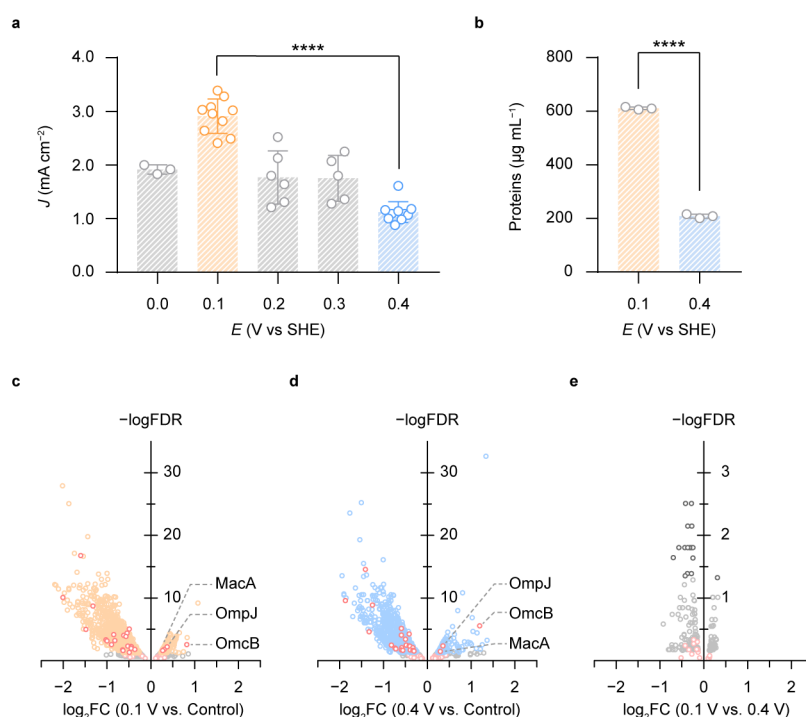 a
****
4.0
3.0
2.0
1.0
0.0
J (mA cm⁻²)
0.0 0.1 0.2 0.3 0.4
E (V vs SHE)
b
****
800
600
400
200
0
Proteins (µg mL⁻¹)
0.1 0.4
E (V vs SHE)
c
−logFDR
30
20
10
MacA
OmpJ
OmcB
−2 −1 0 1 2
log₂FC (0.1 V vs. Control)
d
−logFDR
30
20
10
OmpJ
OmcB
MacA
−2 −1 0 1 2
log₂FC (0.4 V vs. Control)
e
−logFDR
3
2
1
−2 −1 0 1 2
log₂FC (0.1 V vs. 0.4 V)